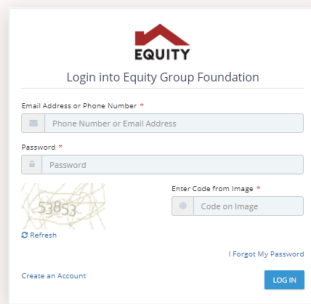 EQUITY
Login into Equity Group Foundation
Email Address or Phone Number *
Phone Number or Email Address
Password *
Password
Enter Code from Image *
53853
Code on Image
Refresh
I Forgot My Password
Create an Account
LOG IN